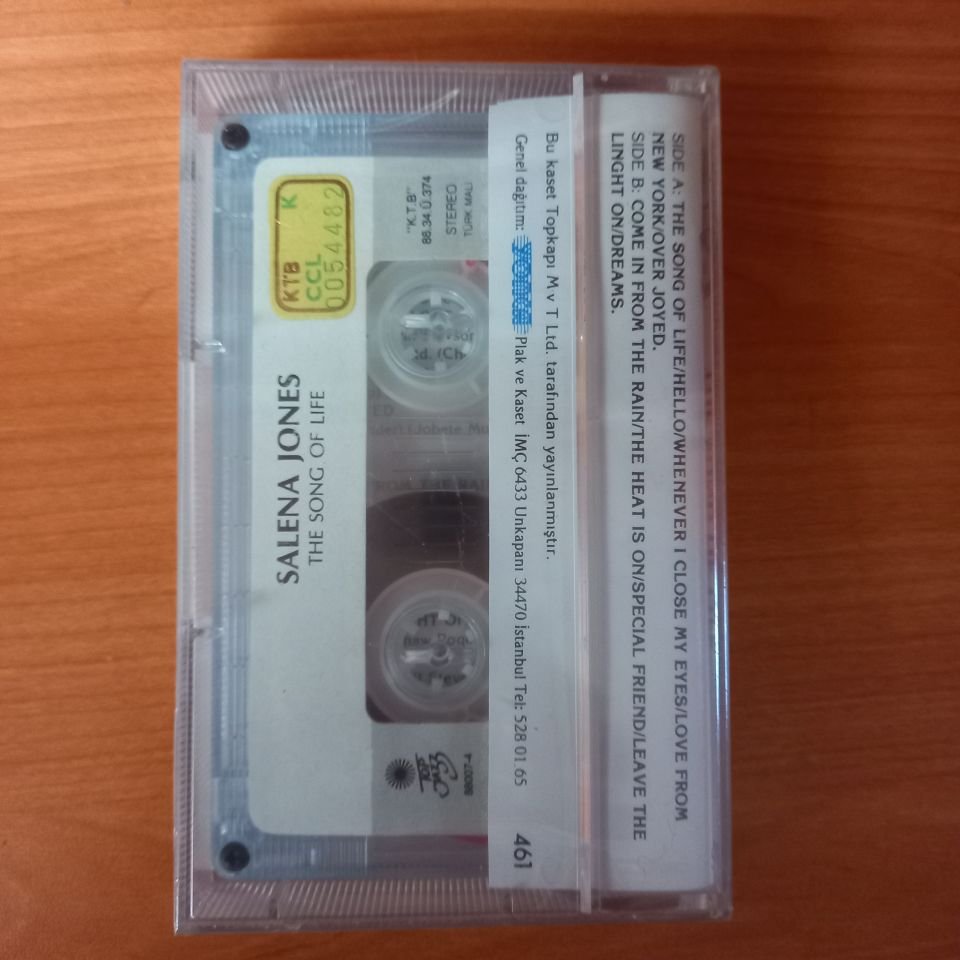 SIDE A: THE SONG OF LIFE/HELLO/WHENEVER I CLOSE MY EYES/LOVE FROM
NEW YORK/OVER JOYED.
SIDE B: COME IN FROM THE RAIN/THE HEAT IS ON/SPECIAL FRIEND/LEAVE THE
LINGHT ON/DREAMS.
Bu kaset Topkapı M v T Ltd. tarafından yayınlanmıştır.
Genel dağıtım: Plak ve Kaset İMÇ 6433 Unkapanı 34470 İstanbul Tel: 528 01 65
461
SALENA JONES
THE SONG OF LIFE
KTB K
CCL
0054482
"K.T.B"
88 34 Ü 374
STEREO
TÜRK MALI
FROM THE RAI